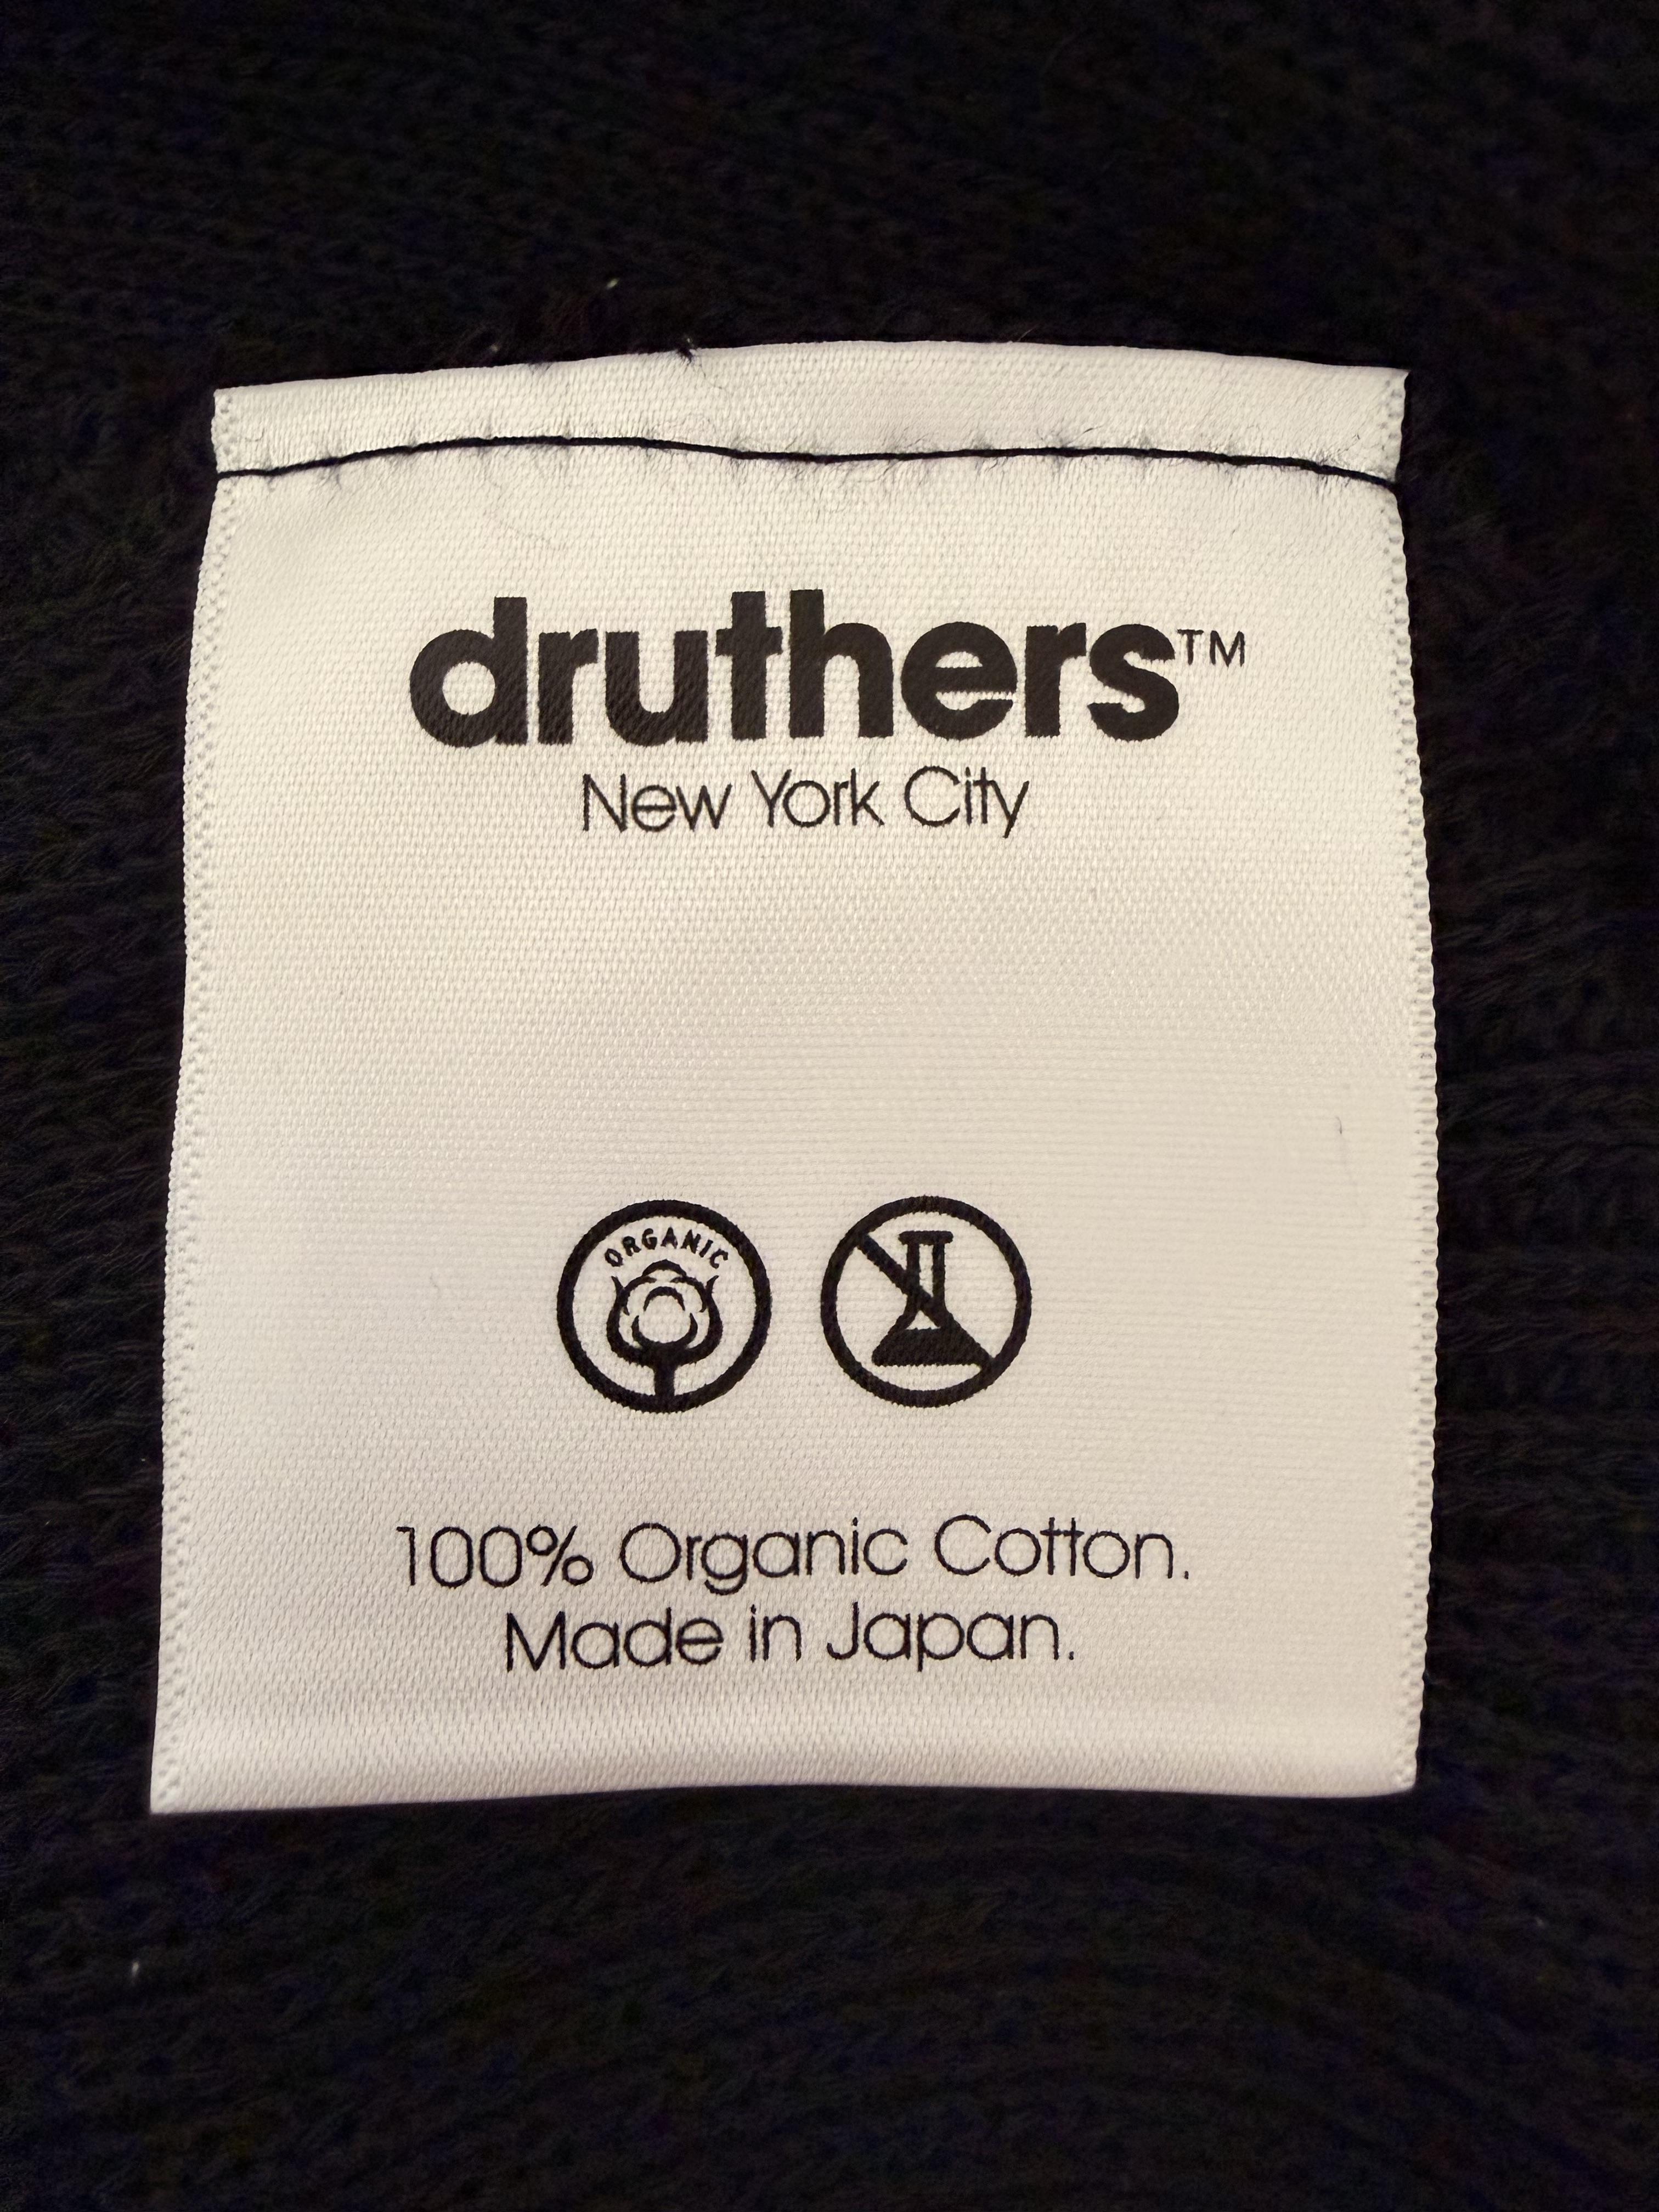 druthers™
New York City
ORGANIC
100% Organic Cotton.
Made in Japan.